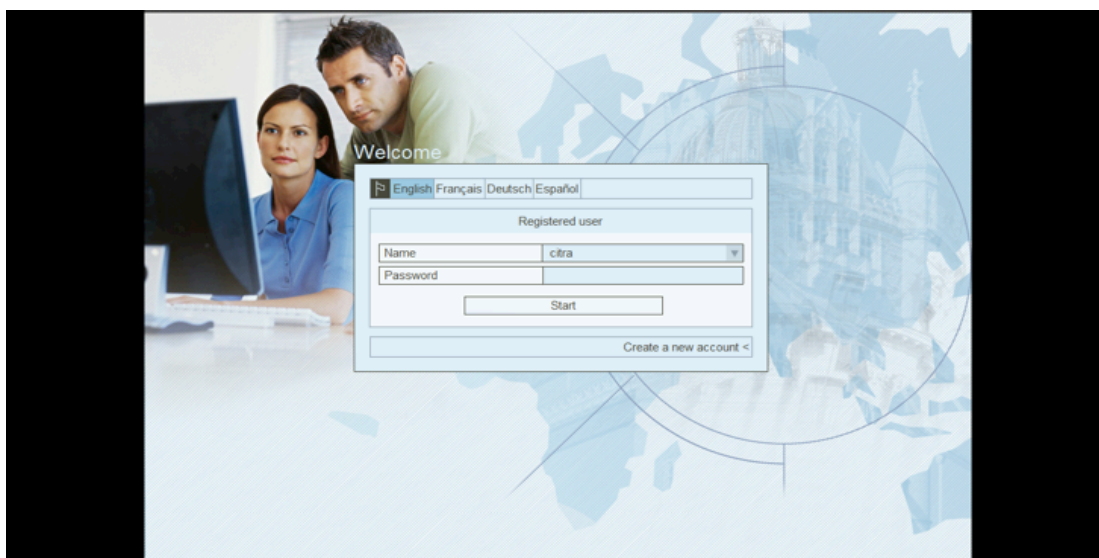 Welcome
English Français Deutsch Español
Registered user
Name citra
Password
Start
Create a new account <